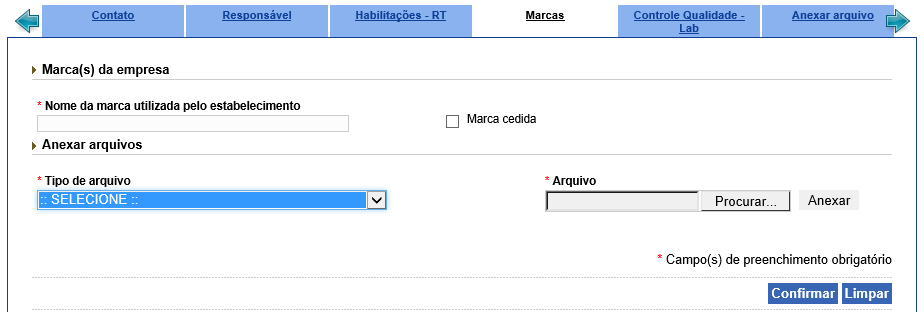 Contato
Responsável
Habilitações - RT
Marcas
Controle Qualidade -
Lab
Anexar arquivo
Marca(s) da empresa
* Nome da marca utilizada pelo estabelecimento
Marca cedida
Anexar arquivos
* Tipo de arquivo
* Arquivo
:: SELECIONE ::
Procurar...
Anexar
* Campo(s) de preenchimento obrigatório
Confirmar
Limpar